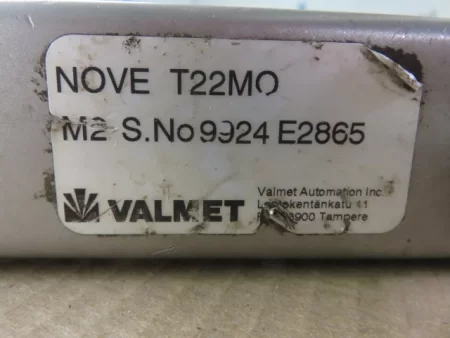 NOVE T22MO
M2 S.No 9924 E2865
VALMET
Valmet Automation Inc.
Tampere